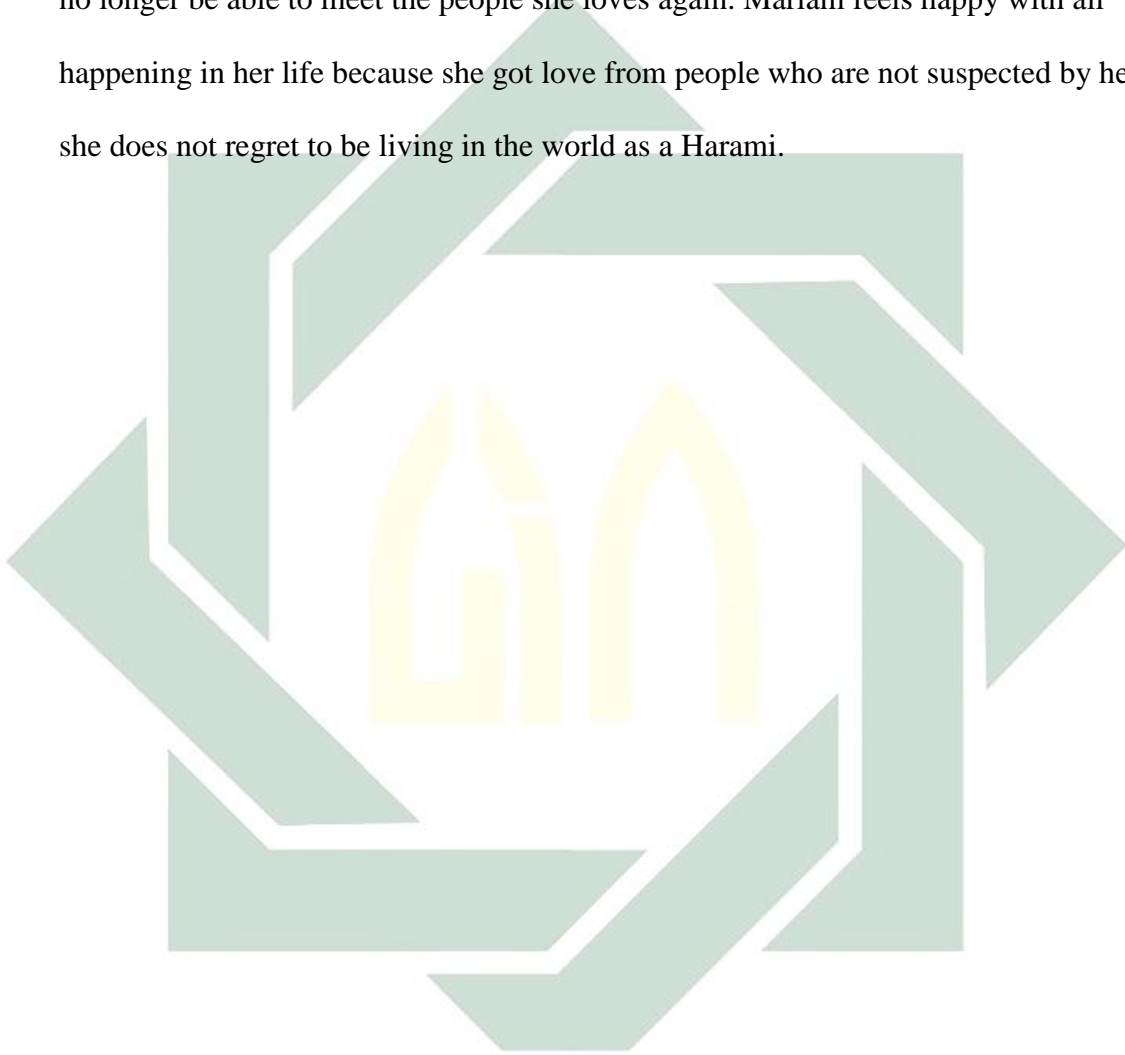 no longer be able to meet the people she loves again. Mariam feels happy with all
happening in her life because she got love from people who are not suspected by he
she does not regret to be living in the world as a Harami.